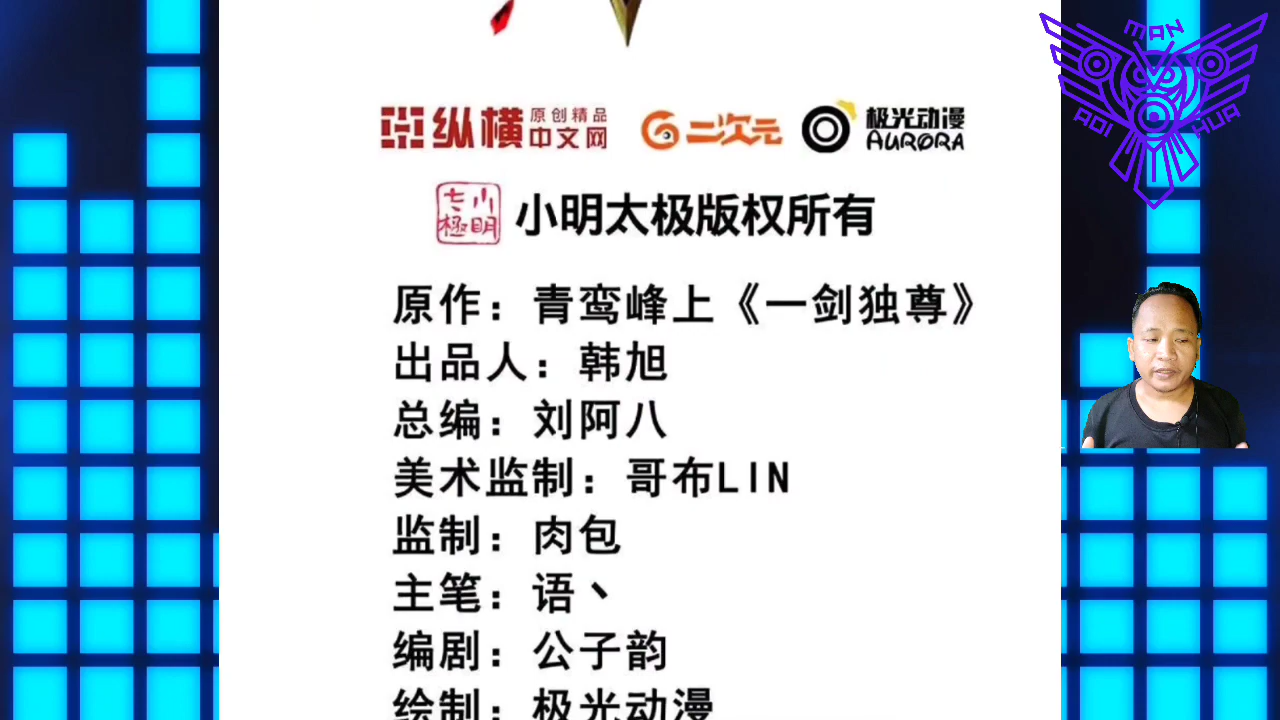 纵横 原创精品 中文网 二次元 极光动漫 AURORA
七小极明 小明太极版权所有
原作：青鸾峰上《一剑独尊》
出品人：韩旭
总编：刘阿八
美术监制：哥布LIN
监制：肉包
主笔：语丶
编剧：公子韵
绘制：极光动漫
MAN
ADI HUA